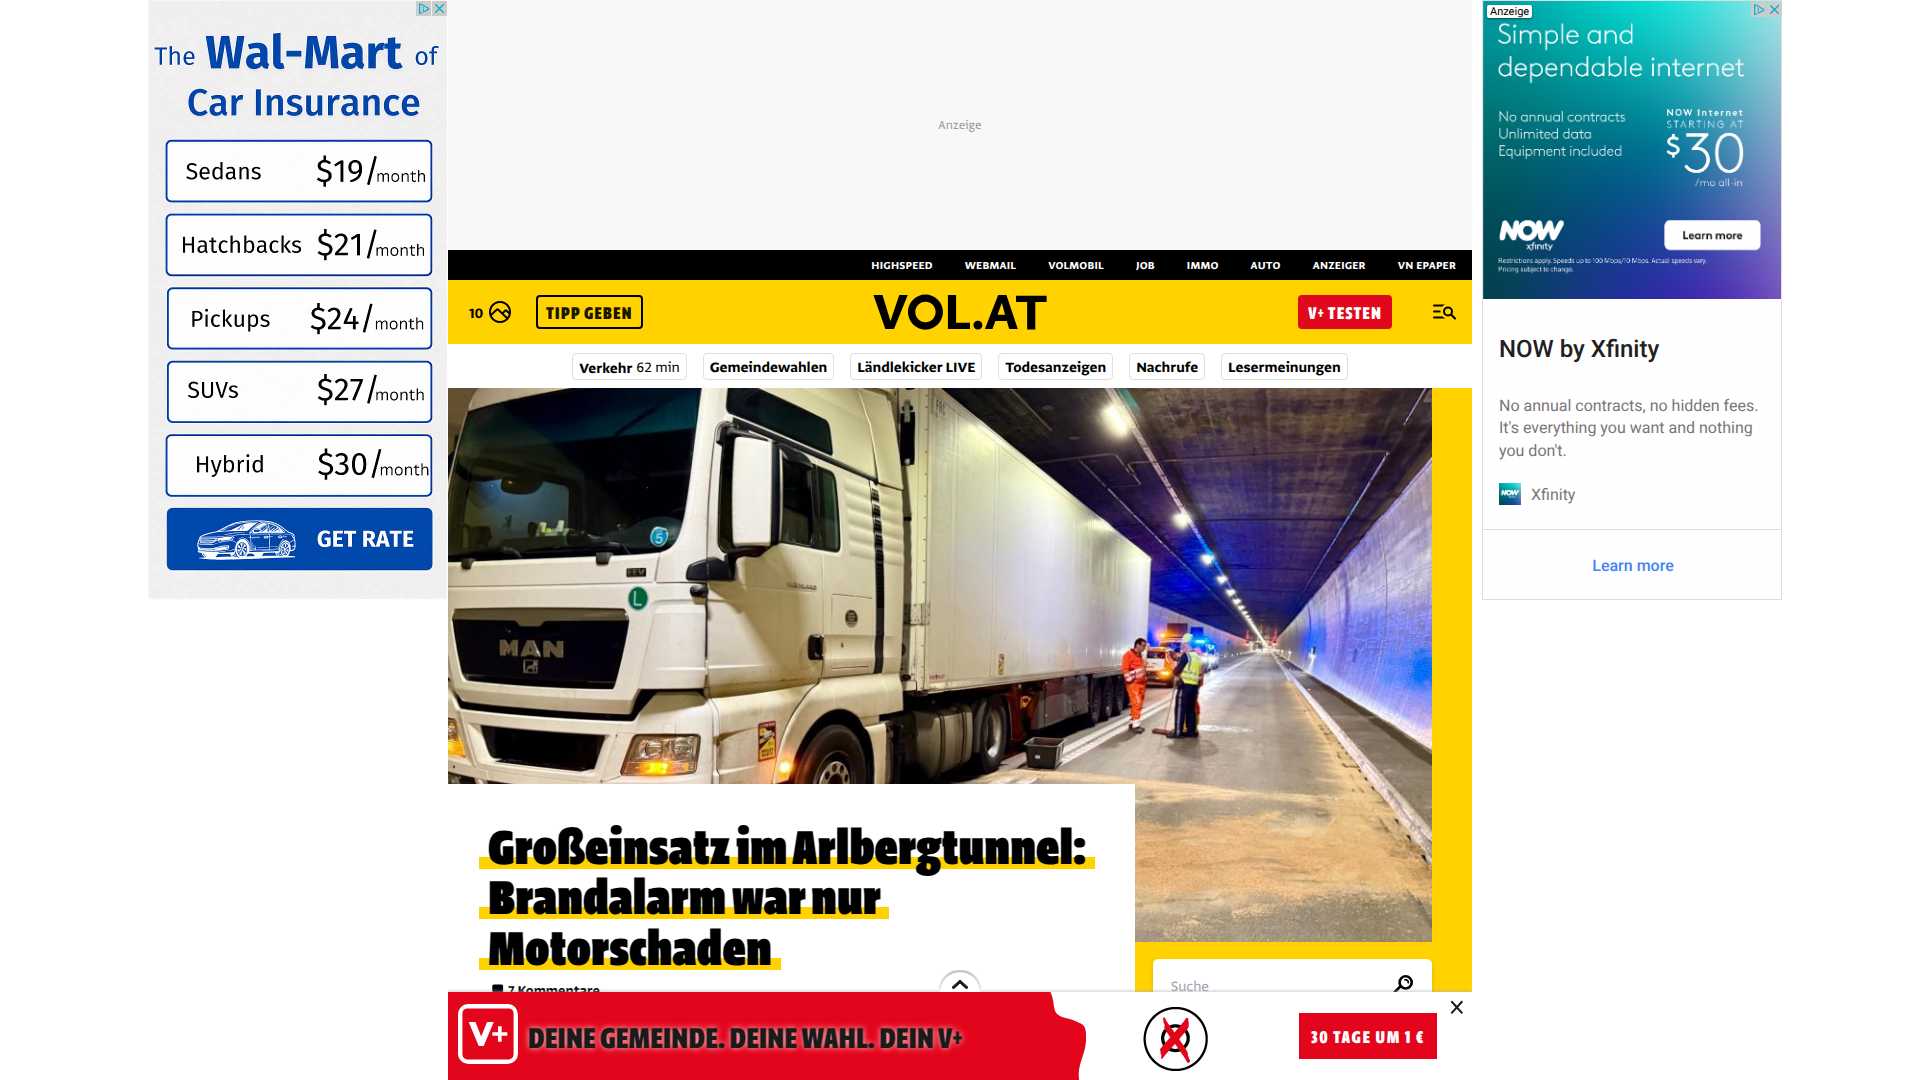 The Wal-Mart of
Car Insurance
Sedans $19/month
Hatchbacks $21/month
Pickups $24/month
SUVs $27/month
Hybrid $30/month
GET RATE
Anzeige
HIGHSPEED WEBMAIL VOLMOBIL JOB IMMO AUTO ANZEIGER VN EPAPER
10 TIPP GEBEN VOL.AT V+ TESTEN
Verkehr 62 min Gemeindewahlen Ländlekicker LIVE Todesanzeigen Nachrufe Lesermeinungen
5
L
MAN
Großeinsatz im Arlbergtunnel:
Brandalarm war nur
Motorschaden
7 Kommentare
Suche
V+ DEINE GEMEINDE. DEINE WAHL. DEIN V+
30 TAGE UM 1 €
Anzeige
Simple and
dependable internet
No annual contracts
Unlimited data
Equipment included
NOW Internet
STARTING AT
$30
/mo all-in
NOW
xfinity
Learn more
Restrictions apply. Speeds up to 100 Mbps/10 Mbps. Actual speeds vary.
Pricing subject to change.
NOW by Xfinity
No annual contracts, no hidden fees.
It's everything you want and nothing
you don't.
NOW Xfinity
Learn more